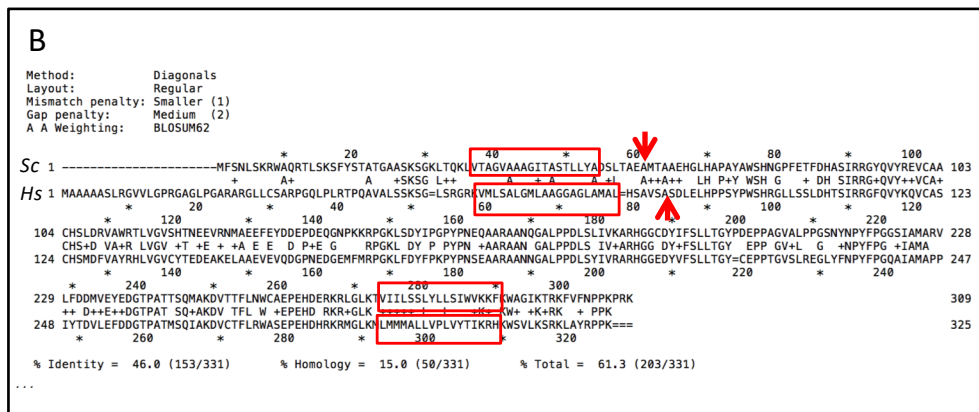 B
Method: Diagonals
Layout: Regular
Mismatch penalty: Smaller (1)
Gap penalty: Medium (2)
A A Weighting: BLOSUM62
* 20 * 40 * 60 * 80 * 100
Sc 1 ----------------------MFSNLSKRWAQRTLSKSFYSTATGAASKSGKLTQKLVTAGVAAAGITASTLLYADSLTAEAMTAAEHGLHAPAYAWSHNGPFETFDHASIRRGYQVYREVCAA 103
+ A+ A +SKSG L++ A + A A +L A++A++ LH P+Y WSH G + DH SIRRG+QVY++VCA+
Hs 1 MAAAAASLRGVVLGPRGAGLPGARARGLLCSARPGQLPLRTPQAVALSSKSG=LSRGRKVMLSALGMLAAGGAGLAMAL=HSAVSASDLELHPPSYPWSHRGLLSSLDHTSIRRGFQVYKQVCAS 123
* 20 * 40 * 60 * 80 * 100 * 120
* 120 * 140 * 160 * 180 * 200 * 220
104 CHSLDRVAWRTLVGVSHTNEEVRNMAEEFEYDDEPDEQGNPKKRPGKLSDYIPGPYPNEQAARAANQGALPPDLSLIVKARHGGCDYIFSLLTGYPDEPPAGVALPPGSNYNPYFPGGSIAMARV 228
CHS+D VA+R LVGV +T +E + +A E E D P+E G RPGKL DY P PYPN +AARAAN GALPPDLS IVKARHGG DY+FSLLTGY EPP GV+L G +NPYFPG +IAMA
124 CHSMDFVAYRHLVGVCYTEDEAKELAAEVEVQDGPNEDGEMFMRPGKLFDYFPKPYPNSEAARAANNGALPPDLSYIVRARHGGEDYVFSLLTGY=CEPPTGVSLREGLYFNPYFPGQAIAMAPP 247
* 140 * 160 * 180 * 200 * 220 * 240
* 240 * 260 * 280 * 300
229 LFDDMVEYEDGTPATTSQMAKDVTTFLNWCAEPEHDERKRLGLKTVIILSSLYLLSIWVKKFKWAGIKTRKFVFNPPKPRK 309
++ D++E++DGTPAT SQ+AKDV TFL W +EPEHD RK+R+GLK +++++ L L +K+ KW+ +K+RK + PPK
248 IYTDVLEFDDGTPATMSQIAKDVCTFLRWASEPEHDHRKRMGLKMLMMMALLVPLVYTIKRHKWSVLKSRKLAYRPPK=== 325
* 260 * 280 * 300 * 320
% Identity = 46.0 (153/331) % Homology = 15.0 (50/331) % Total = 61.3 (203/331)
...